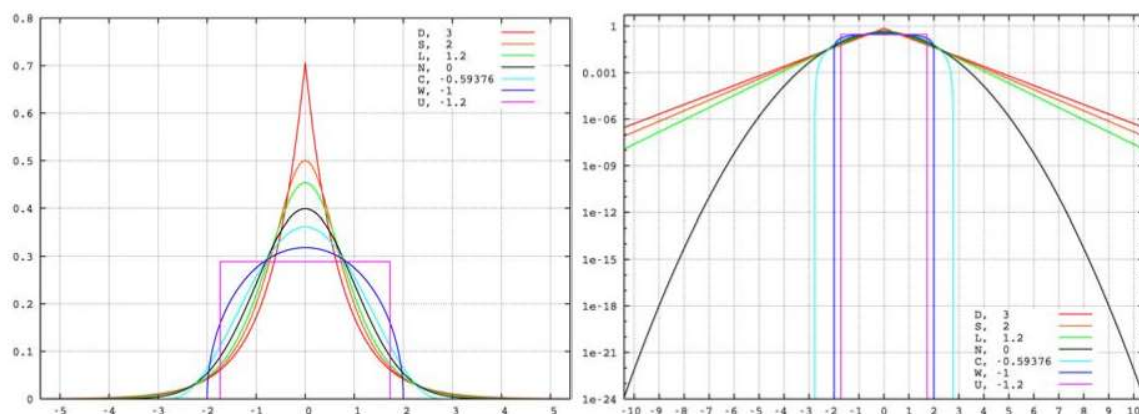 0.8
0.7
0.6
0.5
0.4
0.3
0.2
0.1
0
-5 -4 -3 -2 -1 0 1 2 3 4 5
D, 3
S, 2
L, 1.2
N, 0
C, -0.59376
W, -1
U, -1.2
1
0.001
1e-06
1e-09
1e-12
1e-15
1e-18
1e-21
1e-24
-10 -9 -8 -7 -6 -5 -4 -3 -2 -1 0 1 2 3 4 5 6 7 8 9 10
D, 3
S, 2
L, 1.2
N, 0
C, -0.59376
W, -1
U, -1.2